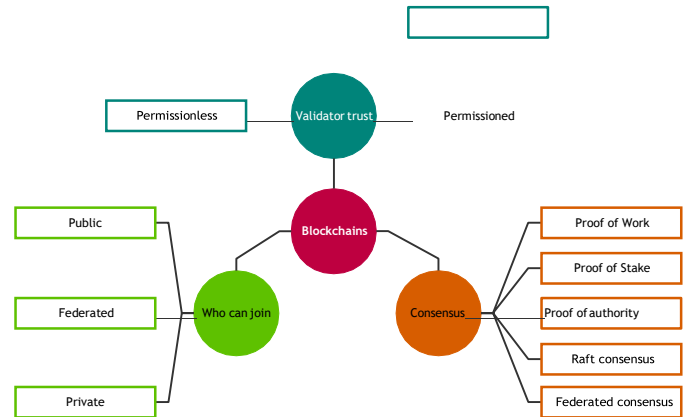 Permissionless
Validator trust
Permissioned
Blockchains
Public
Federated
Private
Who can join
Consensus
Proof of Work
Proof of Stake
Proof of authority
Raft consensus
Federated consensus